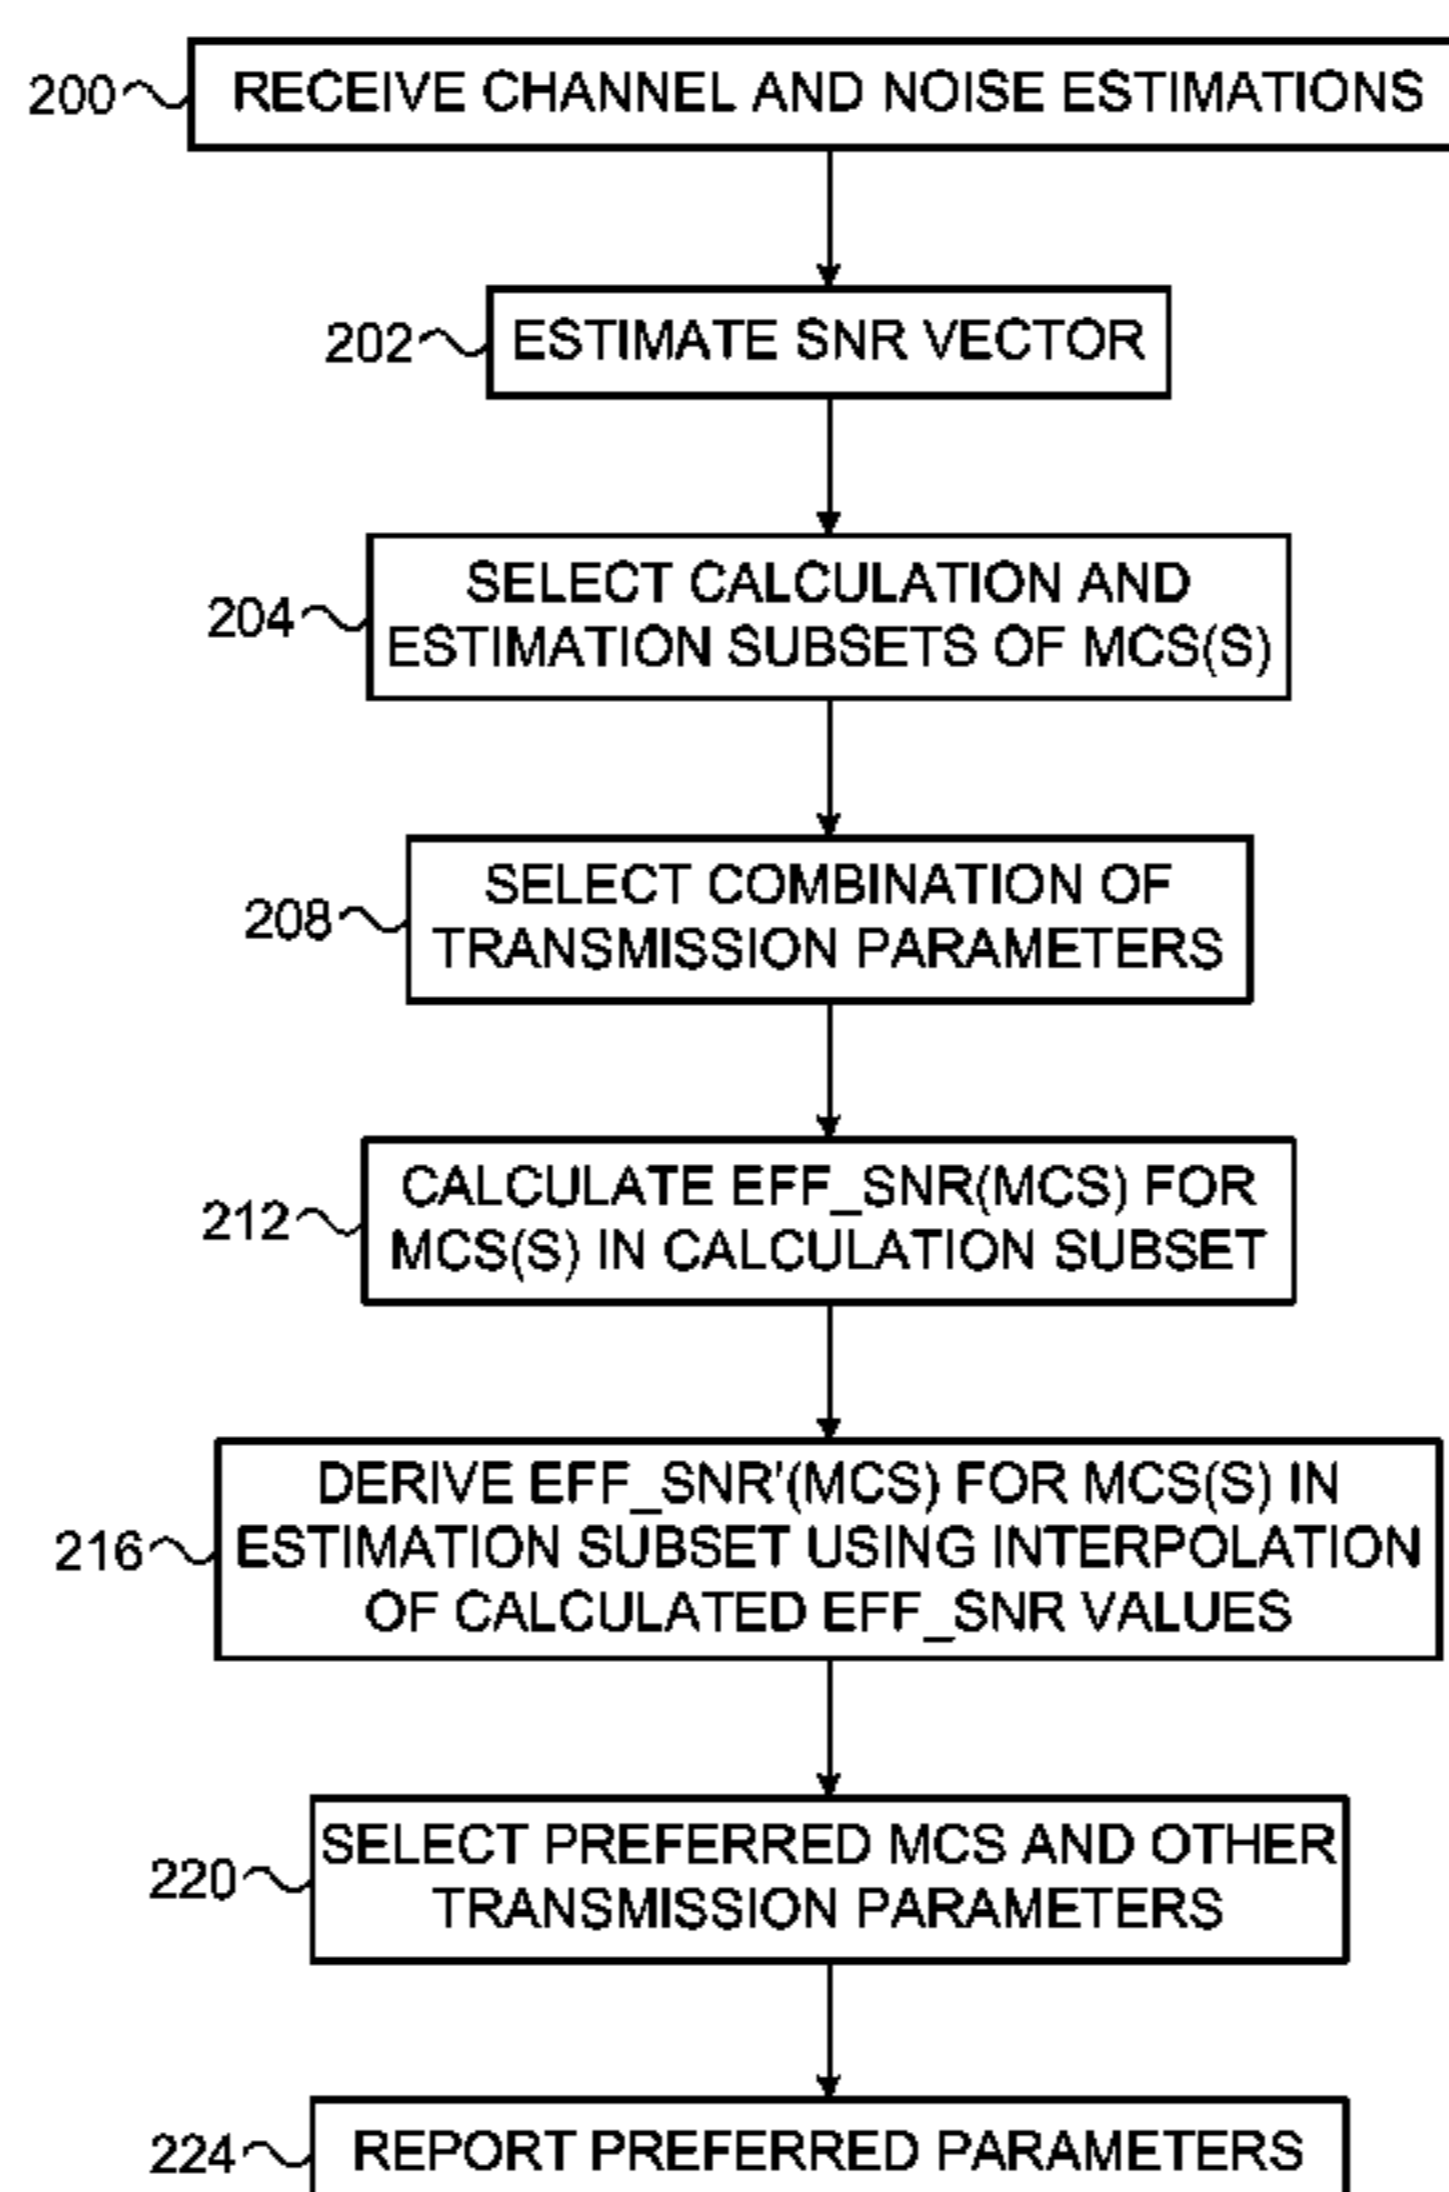 200 RECEIVE CHANNEL AND NOISE ESTIMATIONS
202 ESTIMATE SNR VECTOR
204 SELECT CALCULATION AND
ESTIMATION SUBSETS OF MCS(S)
208 SELECT COMBINATION OF
TRANSMISSION PARAMETERS
212 CALCULATE EFF_SNR(MCS) FOR
MCS(S) IN CALCULATION SUBSET
216 DERIVE EFF_SNR'(MCS) FOR MCS(S) IN
ESTIMATION SUBSET USING INTERPOLATION
OF CALCULATED EFF_SNR VALUES
220 SELECT PREFERRED MCS AND OTHER
TRANSMISSION PARAMETERS
224 REPORT PREFERRED PARAMETERS